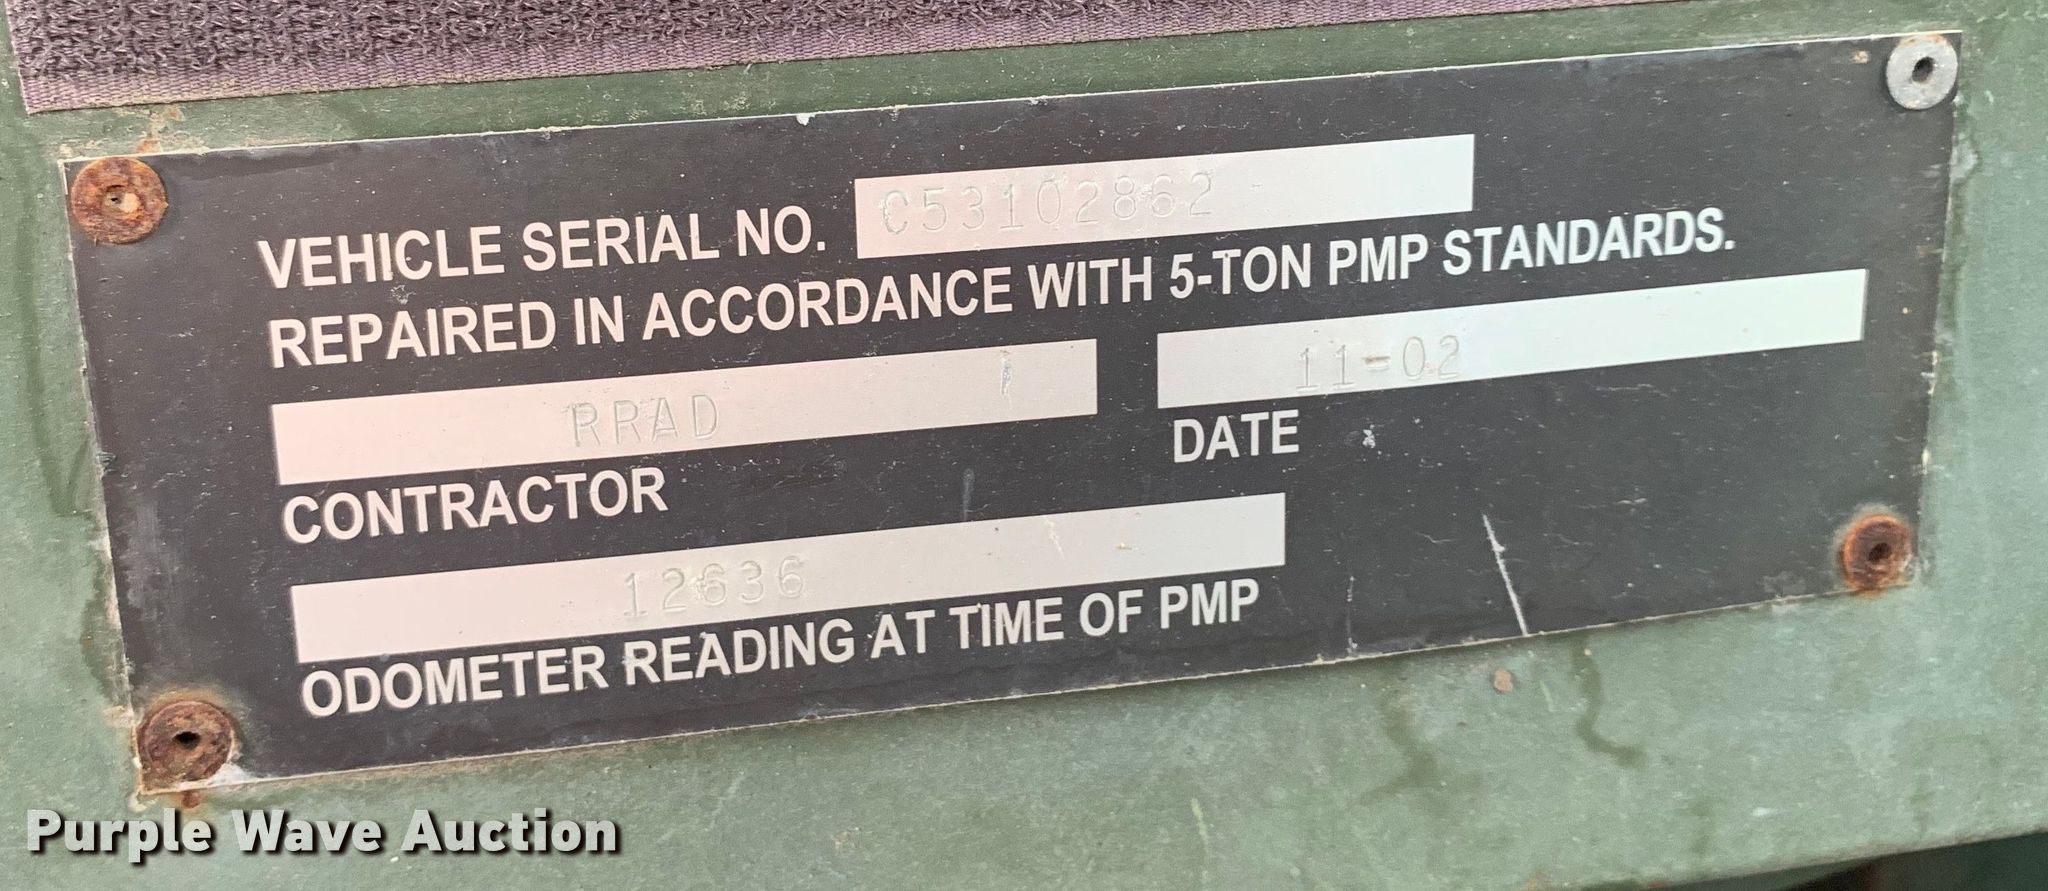 VEHICLE SERIAL NO. C53102862
REPAIRED IN ACCORDANCE WITH 5-TON PMP STANDARDS.
RRAD 11-02
CONTRACTOR DATE
12636
ODOMETER READING AT TIME OF PMP
Purple Wave Auction